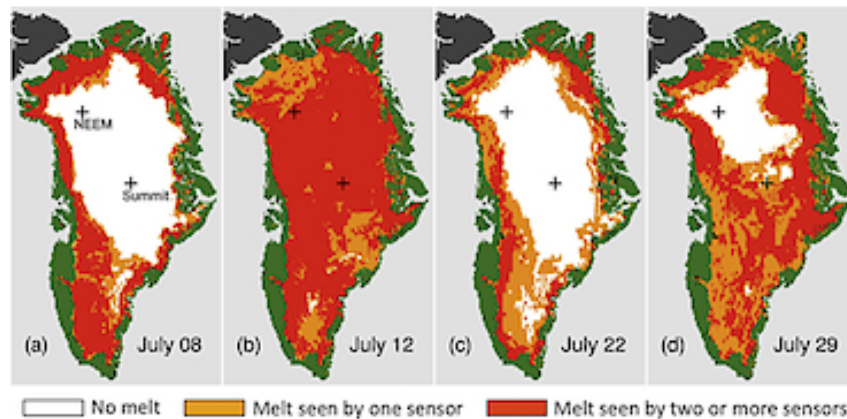 NEEM
Summit
(a) July 08
(b) July 12
(c) July 22
(d) July 29
No melt Melt seen by one sensor Melt seen by two or more sensors